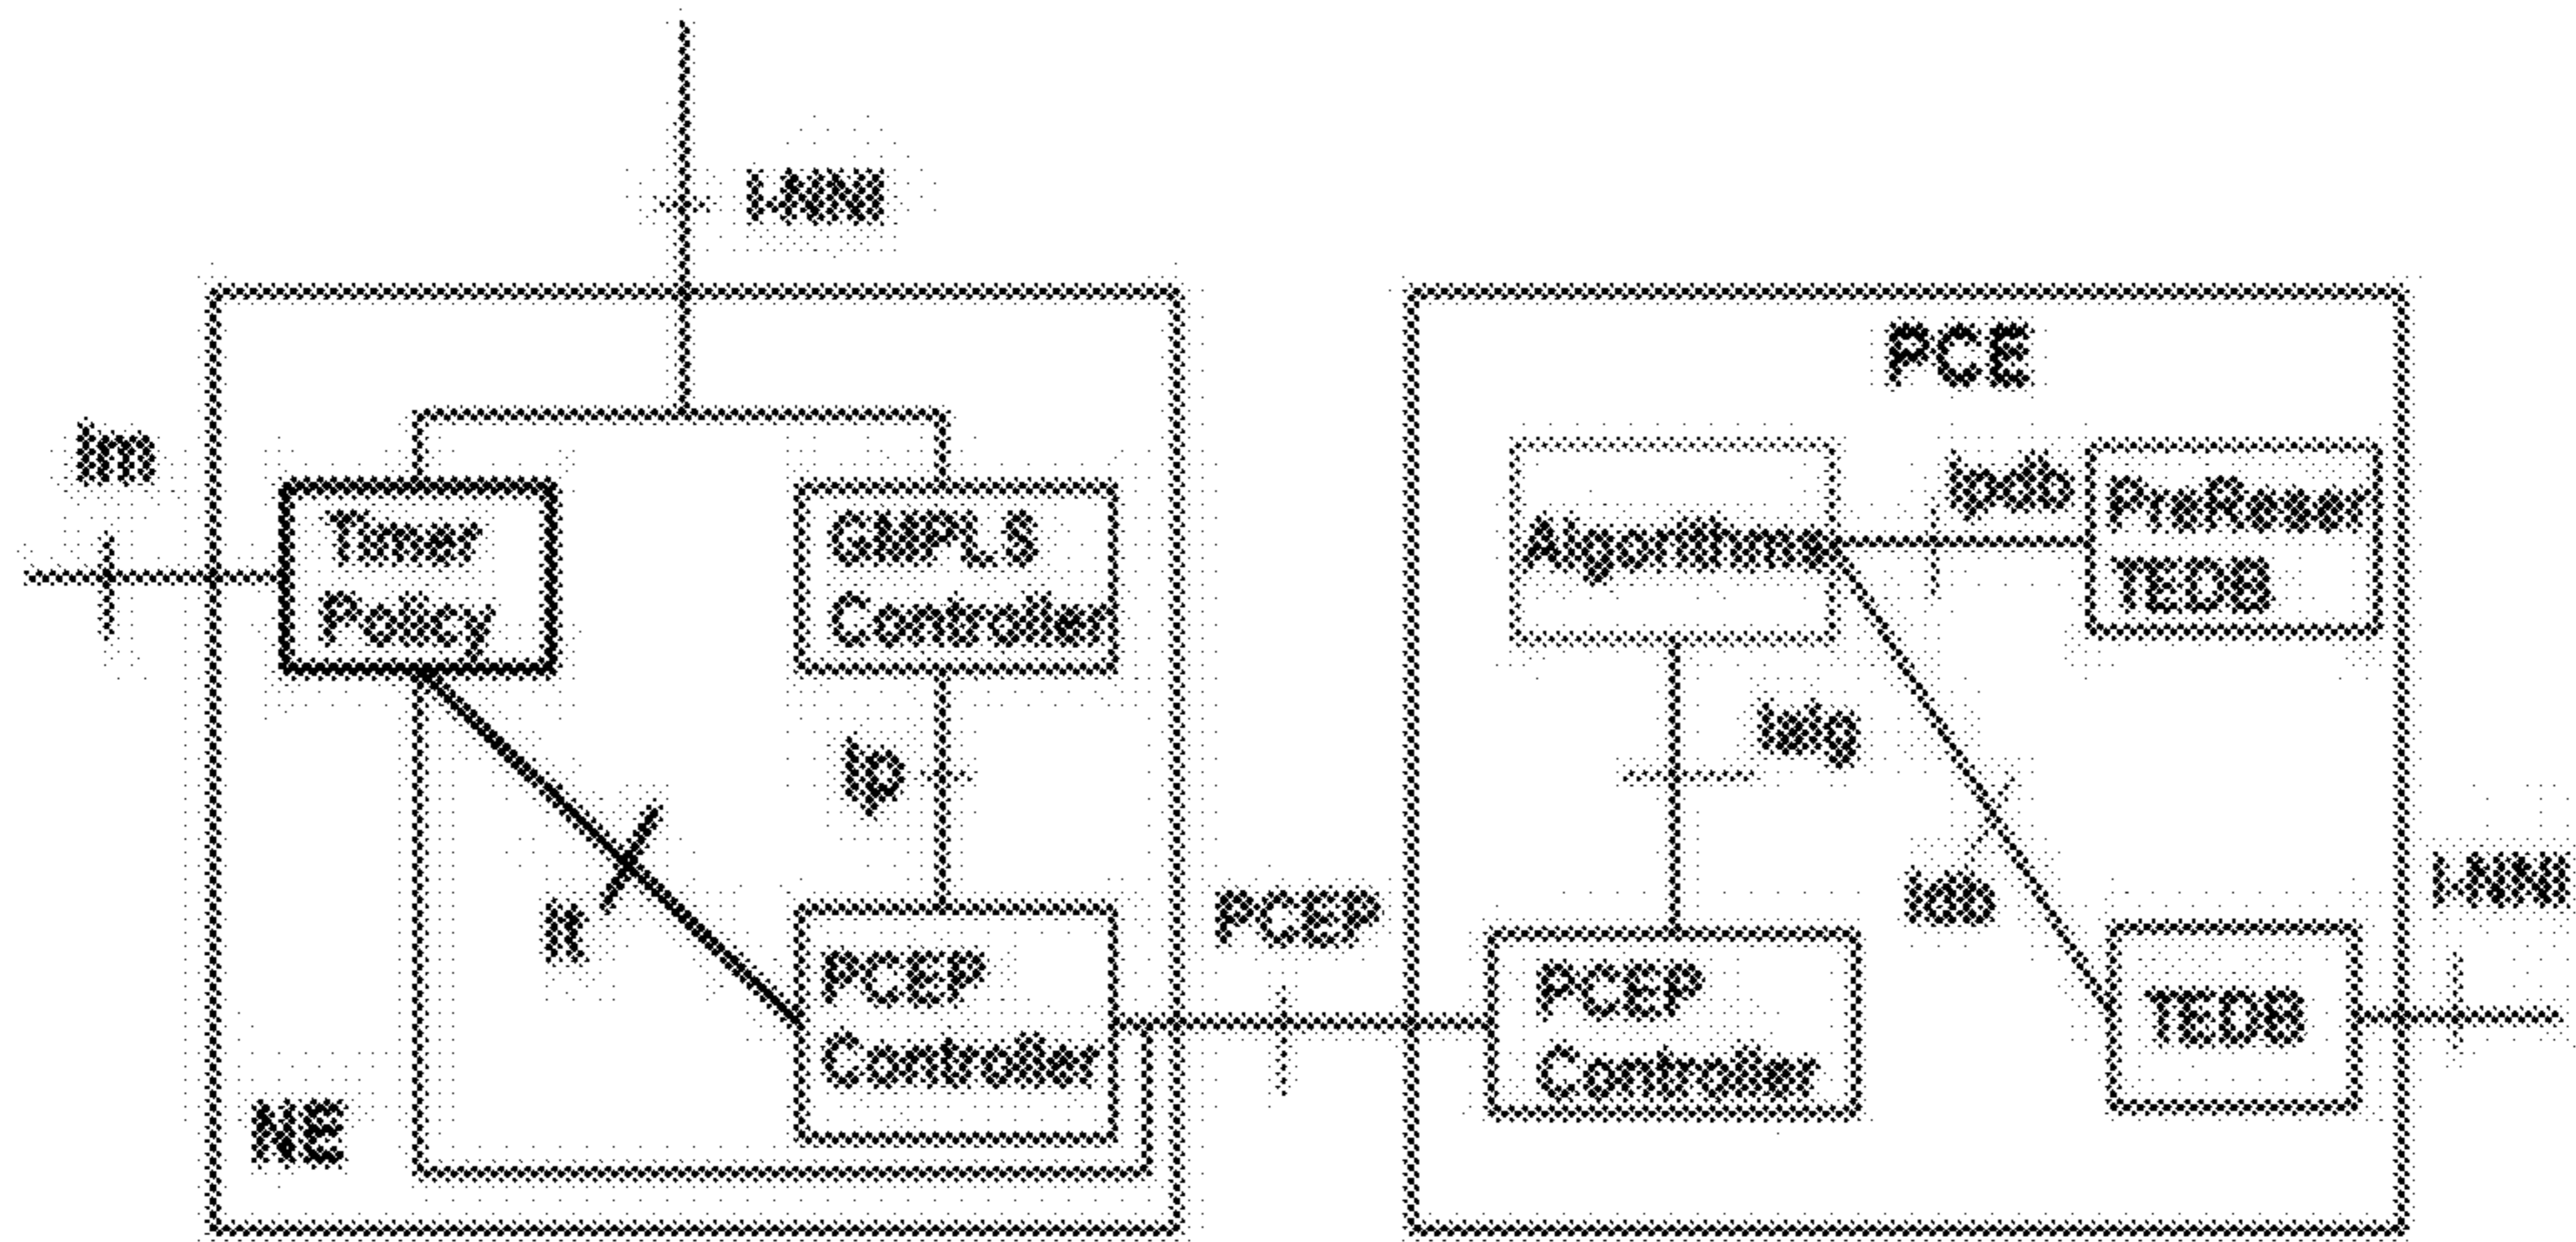 I-NNI
PCE
Im
Timer
Policy
GMPLS
Controller
Algorithms
Ipdb
PreReser
TEDB
Ip
Ialg
It
Idb
I-NNI
PCEP
PCEP
Controller
PCEP
Controller
TEDB
NE